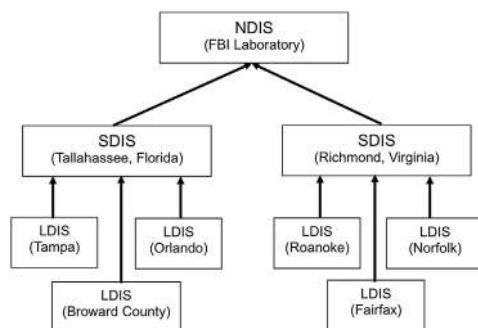 NDIS
(FBI Laboratory)
SDIS
(Tallahassee, Florida)
SDIS
(Richmond, Virginia)
LDIS
(Tampa)
LDIS
(Orlando)
LDIS
(Roanoke)
LDIS
(Norfolk)
LDIS
(Broward County)
LDIS
(Fairfax)